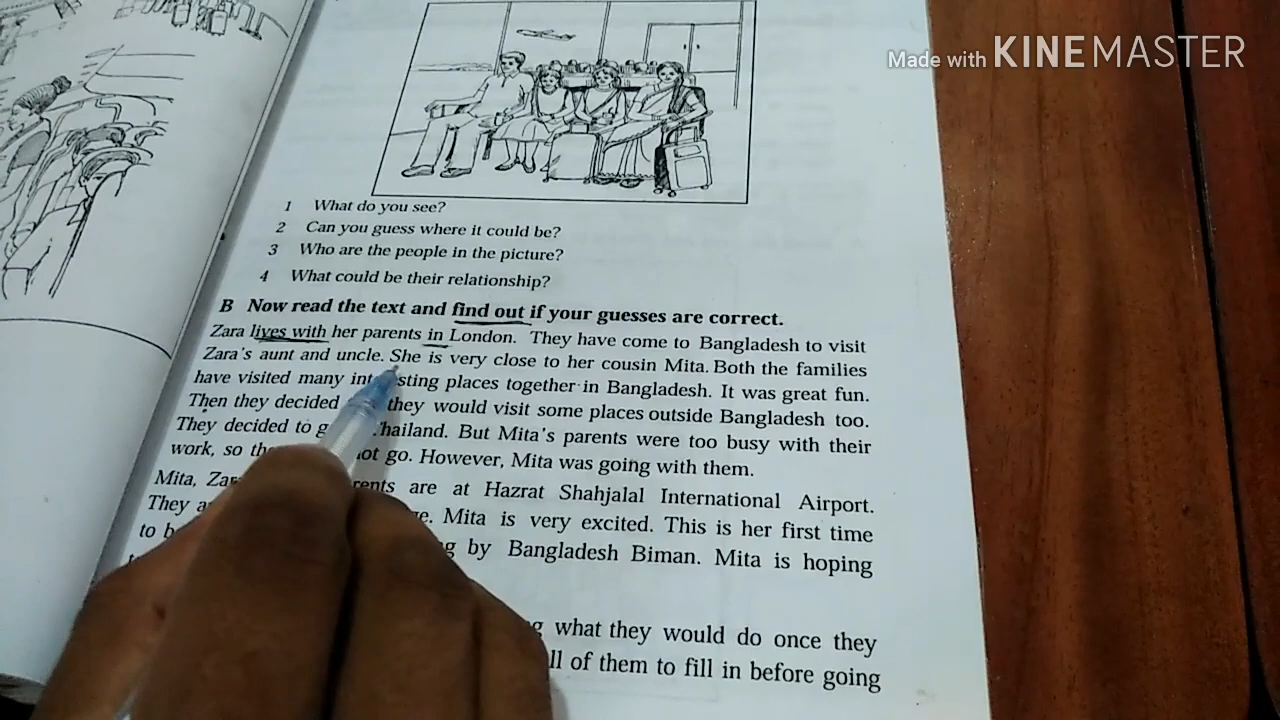 Made with KINEMASTER
1 What do you see?
2 Can you guess where it could be?
3 Who are the people in the picture?
4 What could be their relationship?
B Now read the text and find out if your guesses are correct.
Zara lives with her parents in London. They have come to Bangladesh to visit
Zara's aunt and uncle. She is very close to her cousin Mita. Both the families
have visited many places together in Bangladesh. It was great fun.
Then they decided they would visit some places outside Bangladesh too.
They decided to Thailand. But Mita's parents were too busy with their
work, so not go. However, Mita was going with them.
Mita, are at Hazrat Shahjalal International Airport.
They Mita is very excited. This is her first time
to by Bangladesh Biman. Mita is hoping
what they would do once they
of them to fill in before going